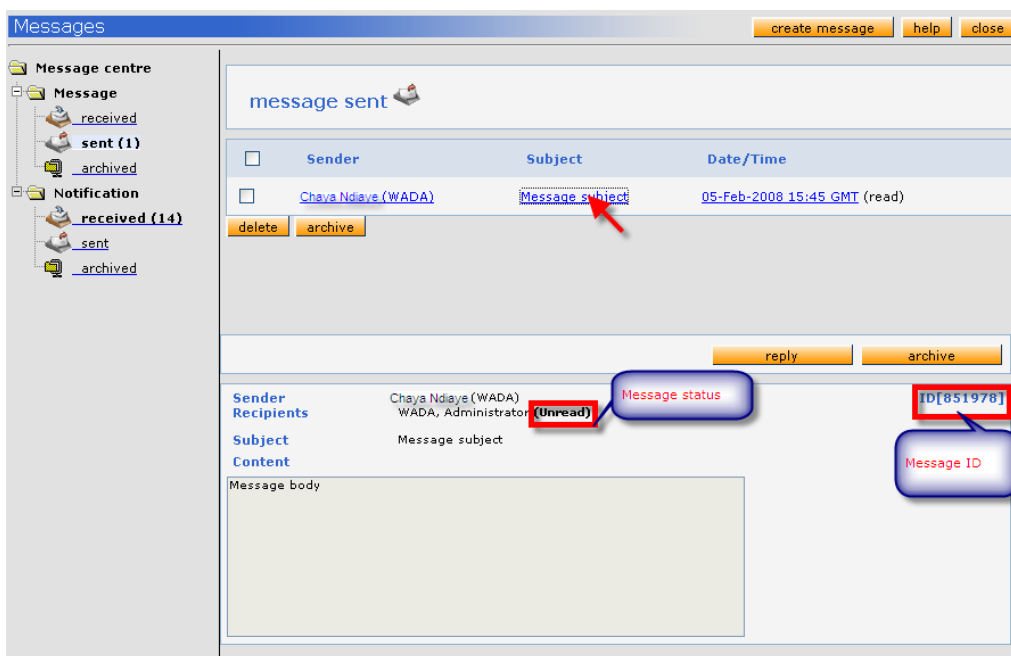 Messages
create message help close
Message centre
Message
received
sent (1)
archived
Notification
received (14)
sent
archived
message sent
Sender Subject Date/Time
Chaya Ndiaye (WADA) Message subject 05-Feb-2008 15:45 GMT (read)
delete archive
reply archive
Sender Chaya Ndiaye (WADA)
Recipients WADA, Administrator (Unread)
Message status
ID[851978]
Subject Message subject
Message ID
Content
Message body